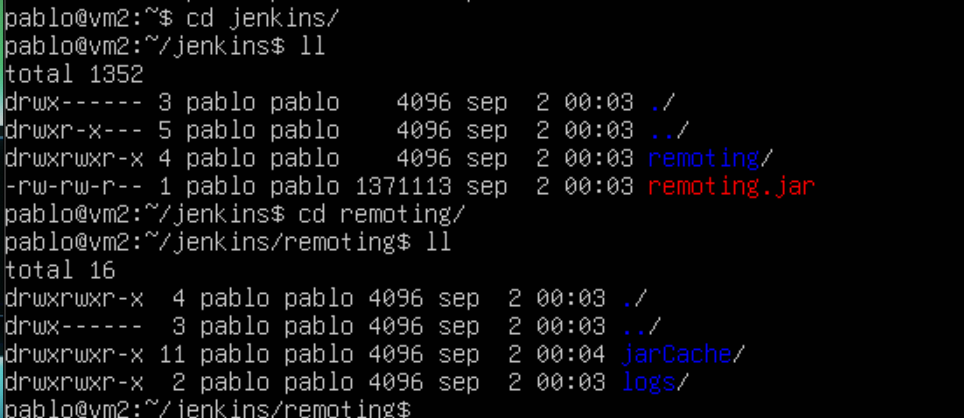 pablo@vm2:~$ cd jenkins/
pablo@vm2:~/jenkins$ ll
total 1352
drwx------ 3 pablo pablo    4096 sep  2 00:03 ./
drwxr-x--- 5 pablo pablo    4096 sep  2 00:03 ../
drwxrwxr-x 4 pablo pablo    4096 sep  2 00:03 remoting/
-rw-rw-r-- 1 pablo pablo 1371113 sep  2 00:03 remoting.jar
pablo@vm2:~/jenkins$ cd remoting/
pablo@vm2:~/jenkins/remoting$ ll
total 16
drwxrwxr-x  4 pablo pablo 4096 sep  2 00:03 ./
drwx------  3 pablo pablo 4096 sep  2 00:03 ../
drwxrwxr-x 11 pablo pablo 4096 sep  2 00:04 jarCache/
drwxrwxr-x  2 pablo pablo 4096 sep  2 00:03 logs/
pablo@vm2:~/jenkins/remoting$